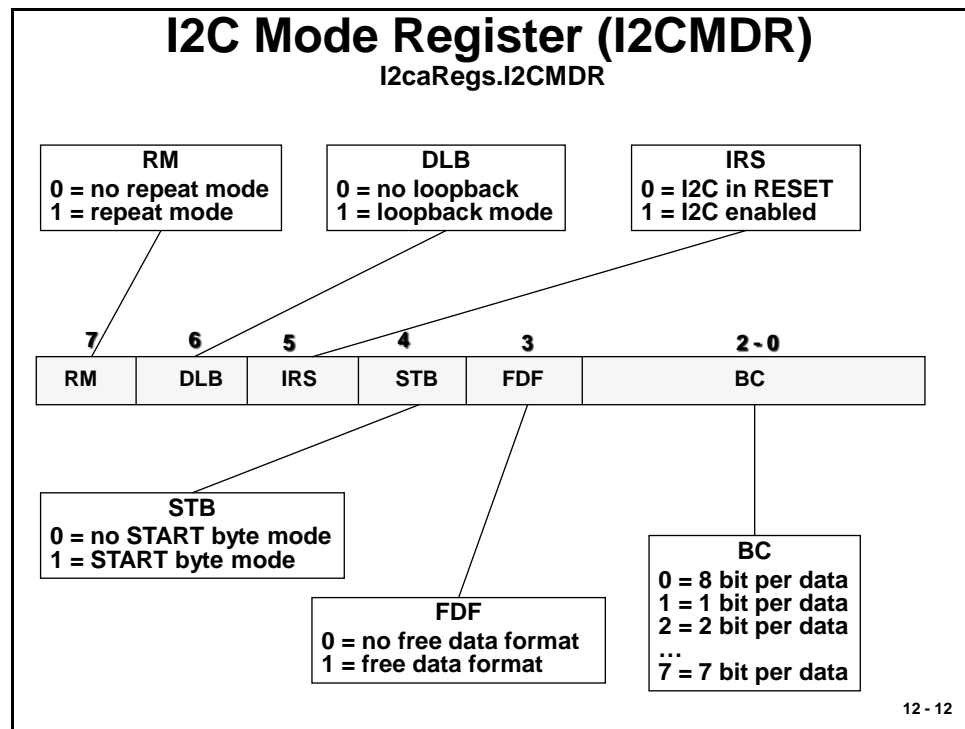 I2C Mode Register (I2CMDR)
I2caRegs.I2CMDR
RM
0 = no repeat mode
1 = repeat mode
DLB
0 = no loopback
1 = loopback mode
IRS
0 = I2C in RESET
1 = I2C enabled
7 6 5 4 3 2 - 0
RM DLB IRS STB FDF BC
STB
0 = no START byte mode
1 = START byte mode
FDF
0 = no free data format
1 = free data format
BC
0 = 8 bit per data
1 = 1 bit per data
2 = 2 bit per data
…
7 = 7 bit per data
12 - 12